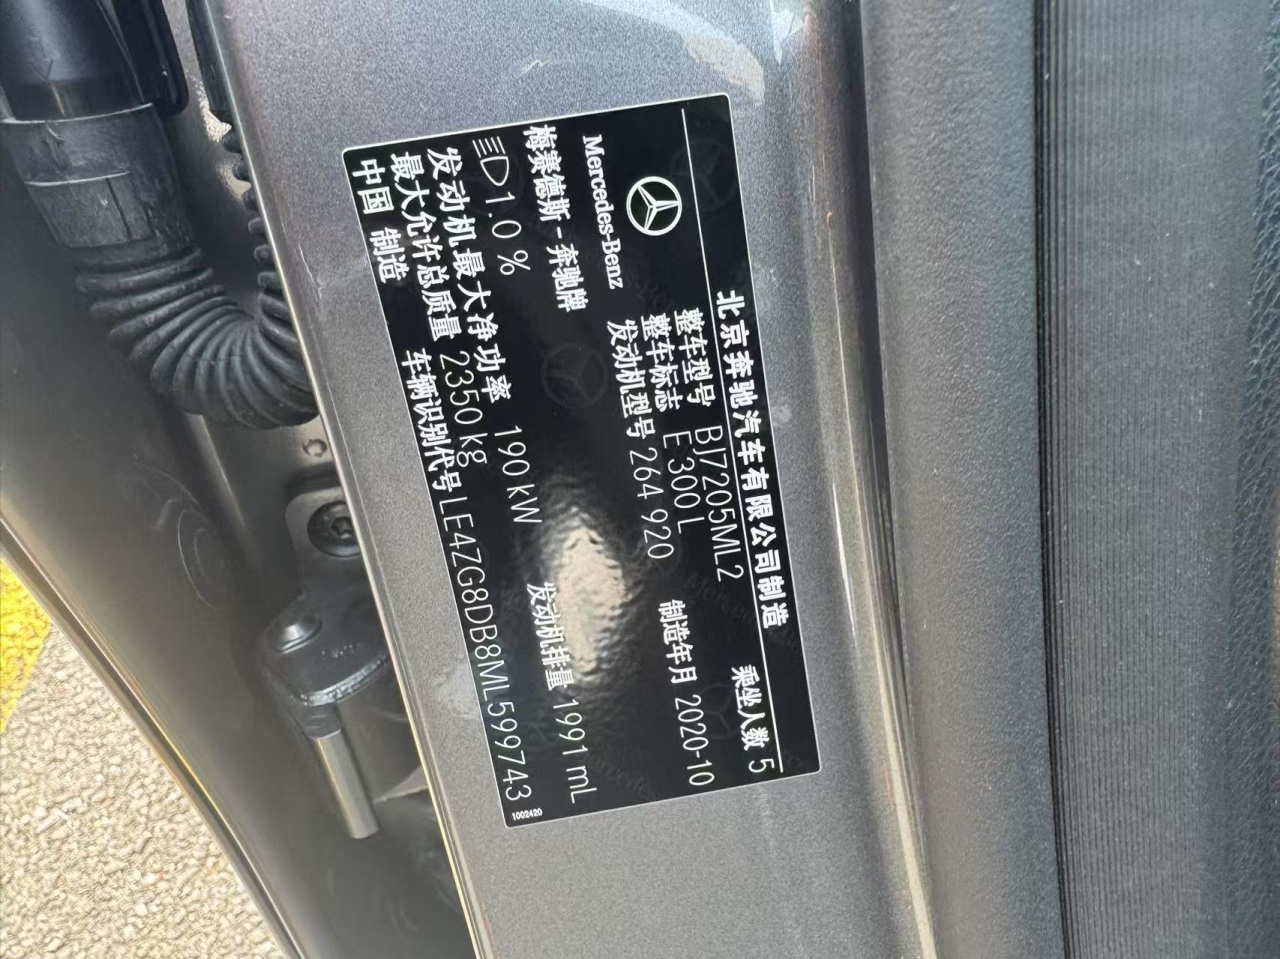 北京奔驰汽车有限公司制造
Mercedes-Benz
整车型号 BJ7205ML2 乘坐人数 5
整车标志 E 300 L 制造年月 2020-10
梅赛德斯-奔驰牌 发动机型号 264 920
1.0 %
发动机最大净功率 190 kW 发动机排量 1991 mL
最大允许总质量 2350 kg
中国 制造 车辆识别代号 LE4ZG8DB8ML599743
1002420